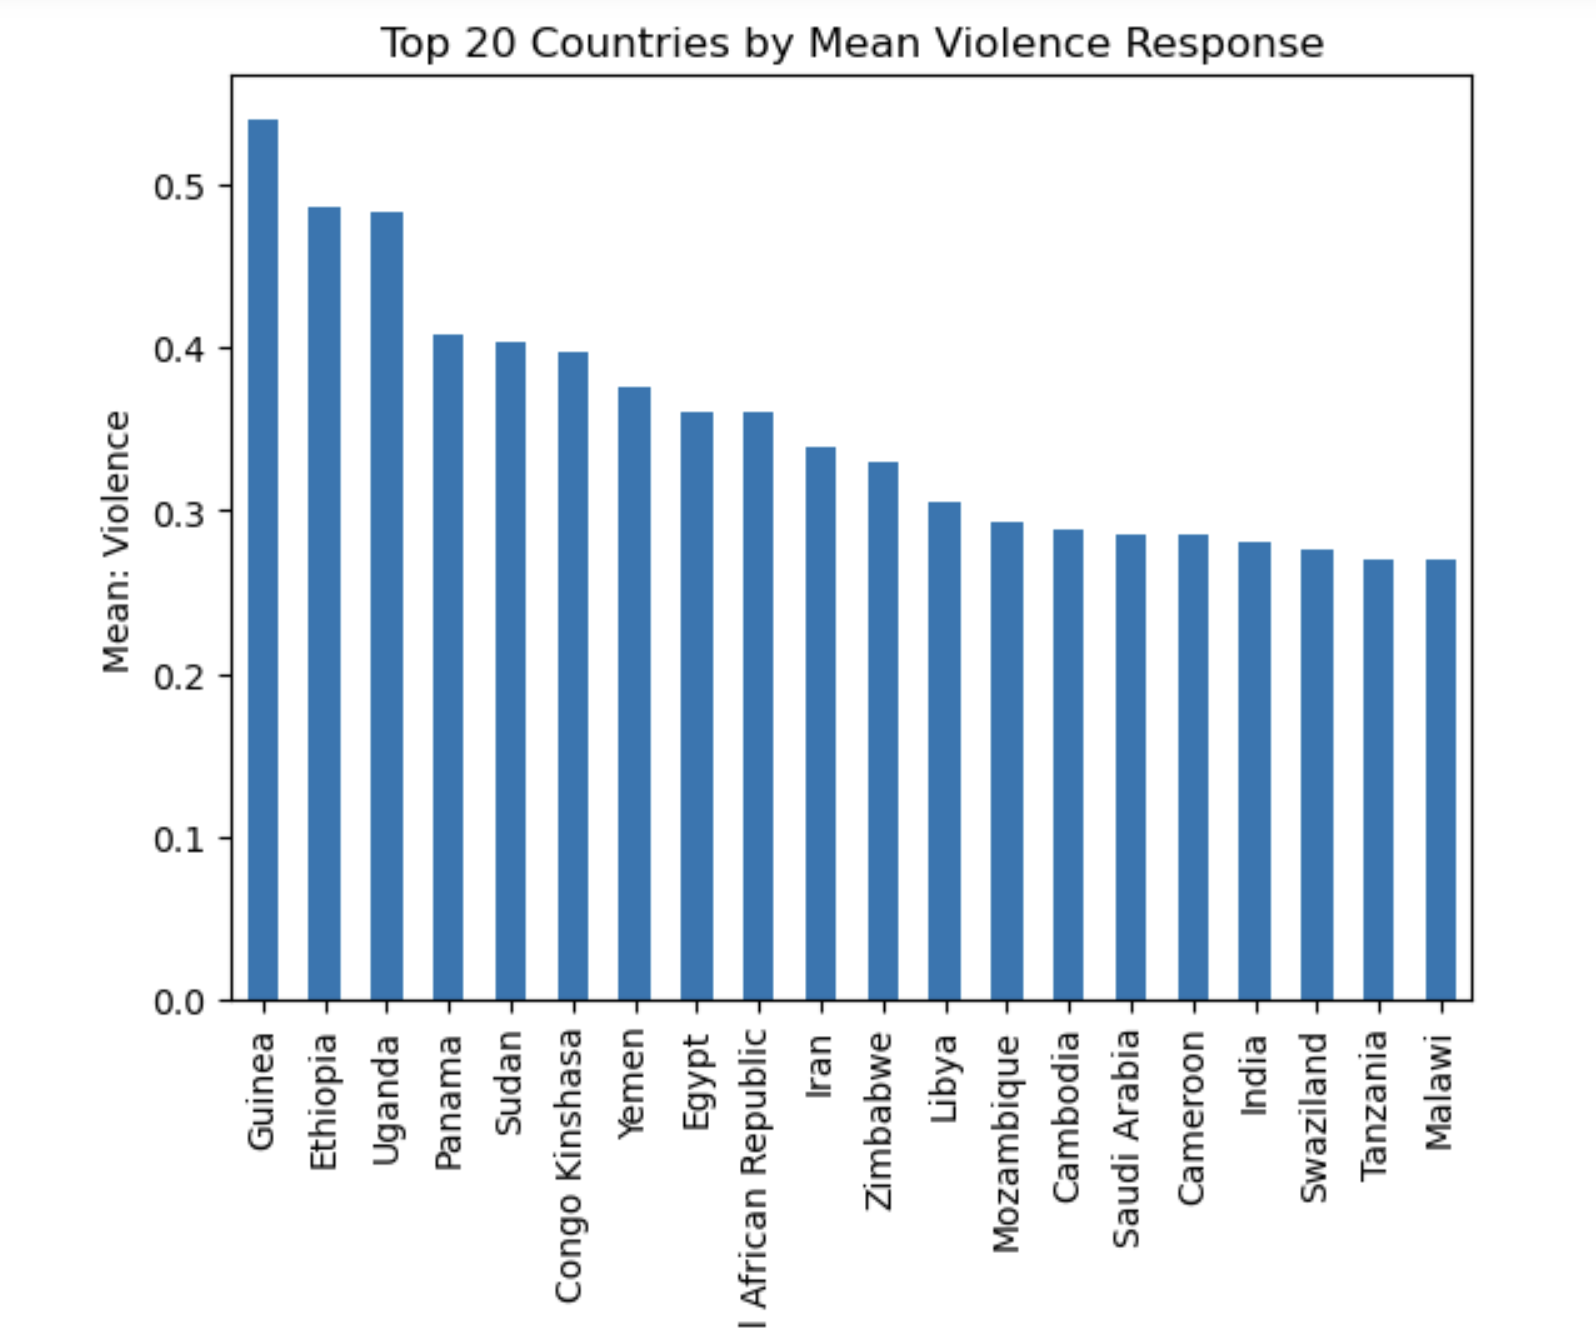 Top 20 Countries by Mean Violence Response
Mean: Violence
0.5
0.4
0.3
0.2
0.1
0.0
Guinea
Ethiopia
Uganda
Panama
Sudan
Congo Kinshasa
Yemen
Egypt
l African Republic
Iran
Zimbabwe
Libya
Mozambique
Cambodia
Saudi Arabia
Cameroon
India
Swaziland
Tanzania
Malawi